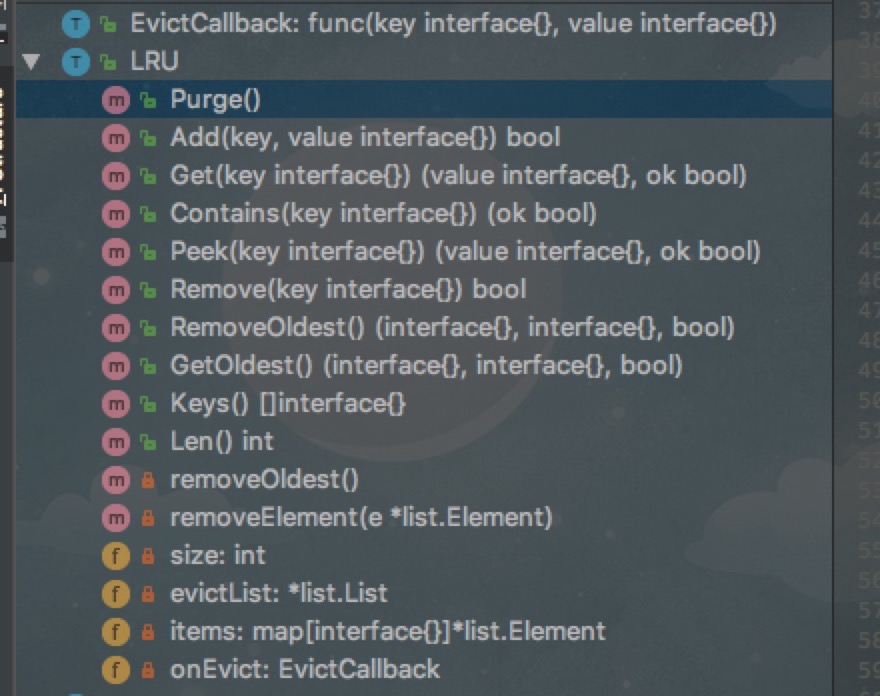 T EvictCallback: func(key interface{}, value interface{})
T LRU
m Purge()
m Add(key, value interface{}) bool
m Get(key interface{}) (value interface{}, ok bool)
m Contains(key interface{}) (ok bool)
m Peek(key interface{}) (value interface{}, ok bool)
m Remove(key interface{}) bool
m RemoveOldest() (interface{}, interface{}, bool)
m GetOldest() (interface{}, interface{}, bool)
m Keys() []interface{}
m Len() int
m removeOldest()
m removeElement(e *list.Element)
f size: int
f evictList: *list.List
f items: map[interface{}]*list.Element
f onEvict: EvictCallback
38
39
40
41
42
43
44
45
46
47
48
49
50
51
52
53
54
55
56
57
58
59